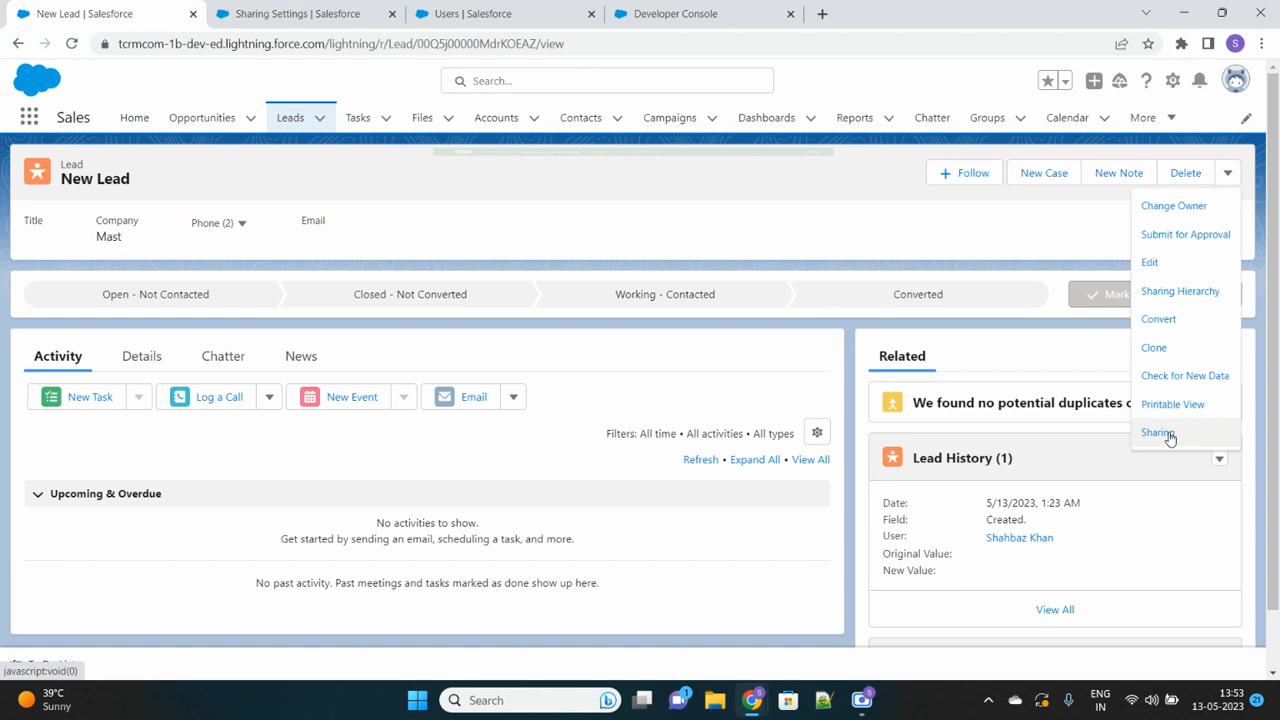 New Lead | Salesforce
Sharing Settings | Salesforce
Users | Salesforce
Developer Console
tcrmcom-1b-dev-ed.lightning.force.com/lightning/r/Lead/00Q5j00000MdrKOEAZ/view
S
Search...
Sales
Home
Opportunities
Leads
Tasks
Files
Accounts
Contacts
Campaigns
Dashboards
Reports
Chatter
Groups
Calendar
More
Lead
New Lead
+ Follow
New Case
New Note
Delete
Title
Company
Phone (2)
Email
Mast
Change Owner
Submit for Approval
Edit
Sharing Hierarchy
Convert
Clone
Check for New Data
Printable View
Sharing
Open - Not Contacted
Closed - Not Converted
Working - Contacted
Converted
Mark
Activity
Details
Chatter
News
New Task
Log a Call
New Event
Email
Filters: All time • All activities • All types
Refresh • Expand All • View All
Upcoming & Overdue
No activities to show.
Get started by sending an email, scheduling a task, and more.
No past activity. Past meetings and tasks marked as done show up here.
Related
We found no potential duplicates o
Lead History (1)
Date: 5/13/2023, 1:23 AM
Field: Created.
User: Shahbaz Khan
Original Value:
New Value:
View All
javascript:void(0)
39°C
Sunny
Search
1
ENG
IN
13:53
13-05-2023
21